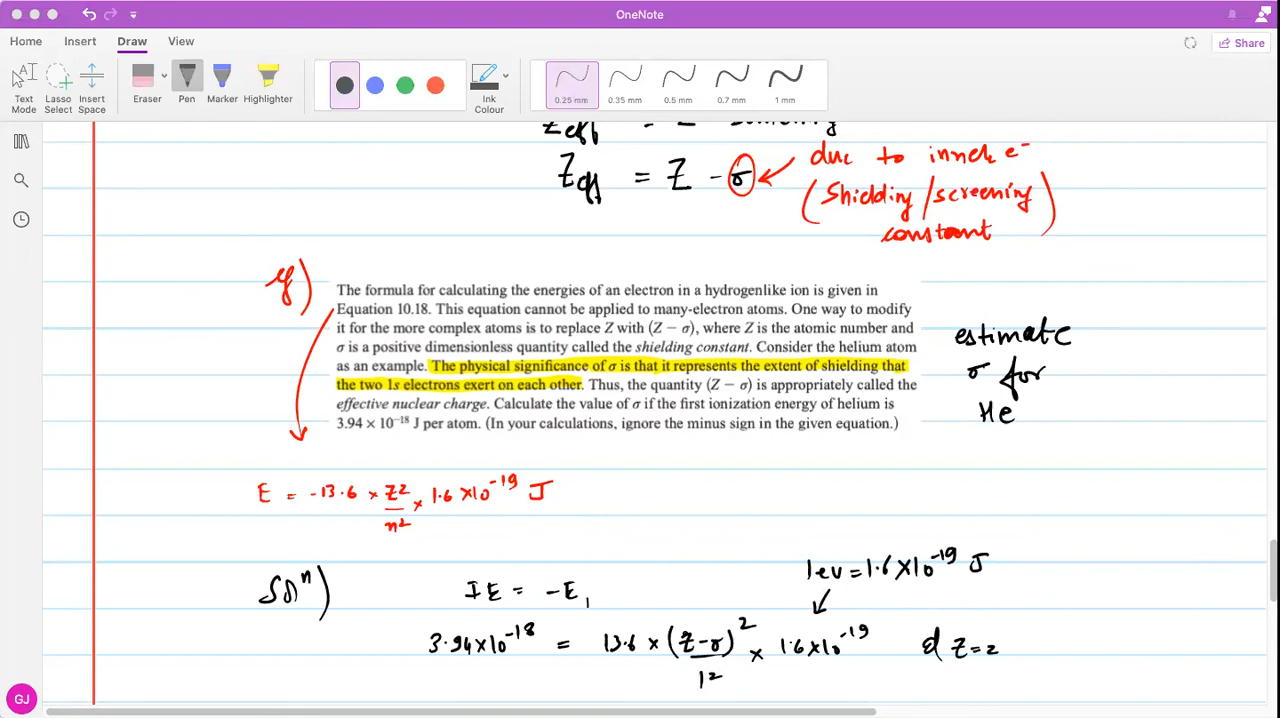 OneNote
Home Insert Draw View
Share
Text Mode
Lasso Select
Insert Space
Eraser
Pen
Marker
Highlighter
0.25 mm
0.35 mm
0.5 mm
0.7 mm
1 mm
Ink Colour
Zeff = Z - σ
due to inner e-
(Shielding/screening
constant)
eg)
The formula for calculating the energies of an electron in a hydrogenlike ion is given in
Equation 10.18. This equation cannot be applied to many-electron atoms. One way to modify
it for the more complex atoms is to replace Z with (Z − σ), where Z is the atomic number and
σ is a positive dimensionless quantity called the shielding constant. Consider the helium atom
as an example. The physical significance of σ is that it represents the extent of shielding that
the two 1s electrons exert on each other. Thus, the quantity (Z − σ) is appropriately called the
effective nuclear charge. Calculate the value of σ if the first ionization energy of helium is
3.94 × 10⁻¹⁸ J per atom. (In your calculations, ignore the minus sign in the given equation.)
estimate
σ for
He
E = -13.6 × Z²/n² × 1.6×10⁻¹⁹ J
Solⁿ)
IE = -E₁
1ev = 1.6×10⁻¹⁹ J
3.94×10⁻¹⁸ = 13.6 × (Z-σ)²/1² × 1.6×10⁻¹⁹
& Z=2
GJ